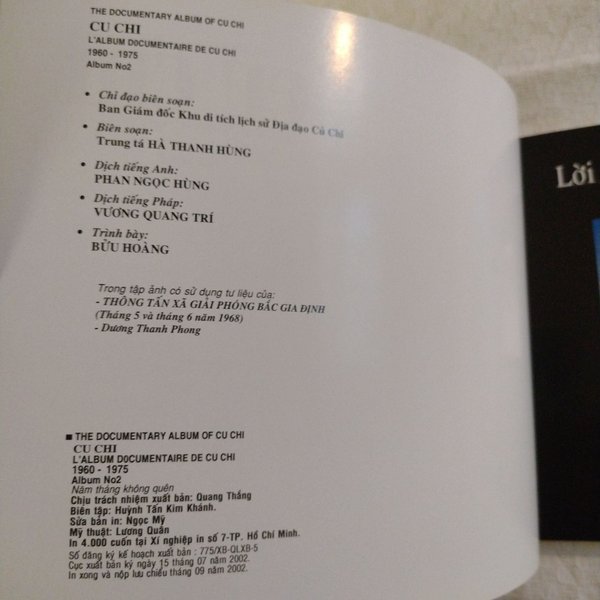 THE DOCUMENTARY ALBUM OF CU CHI
CU CHI
L'ALBUM DOCUMENTAIRE DE CU CHI
1960 - 1975
Album No2
• Chỉ đạo biên soạn:
Ban Giám đốc Khu di tích lịch sử Địa đạo Củ Chi
• Biên soạn:
Trung tá HÀ THANH HÙNG
• Dịch tiếng Anh:
PHAN NGỌC HÙNG
• Dịch tiếng Pháp:
VƯƠNG QUANG TRÍ
• Trình bày:
BỬU HOÀNG
Trong tập ảnh có sử dụng tư liệu của:
- THÔNG TẤN XÃ GIẢI PHÓNG BẮC GIA ĐỊNH
(Tháng 5 và tháng 6 năm 1968)
- Dương Thanh Phong
■ THE DOCUMENTARY ALBUM OF CU CHI
CU CHI
L'ALBUM DOCUMENTAIRE DE CU CHI
1960 - 1975
Album No2
Năm tháng không quên
Chịu trách nhiệm xuất bản: Quang Thắng
Biên tập: Huỳnh Tấn Kim Khánh.
Sửa bản in: Ngọc Mỹ
Mỹ thuật: Lương Quân
In 4.000 cuốn tại Xí nghiệp in số 7-TP. Hồ Chí Minh.
Số đăng ký kế hoạch xuất bản : 775/XB-QLXB-5
Cục xuất bản ký ngày 15 tháng 07 năm 2002.
In xong và nộp lưu chiểu tháng 09 năm 2002.
Lời